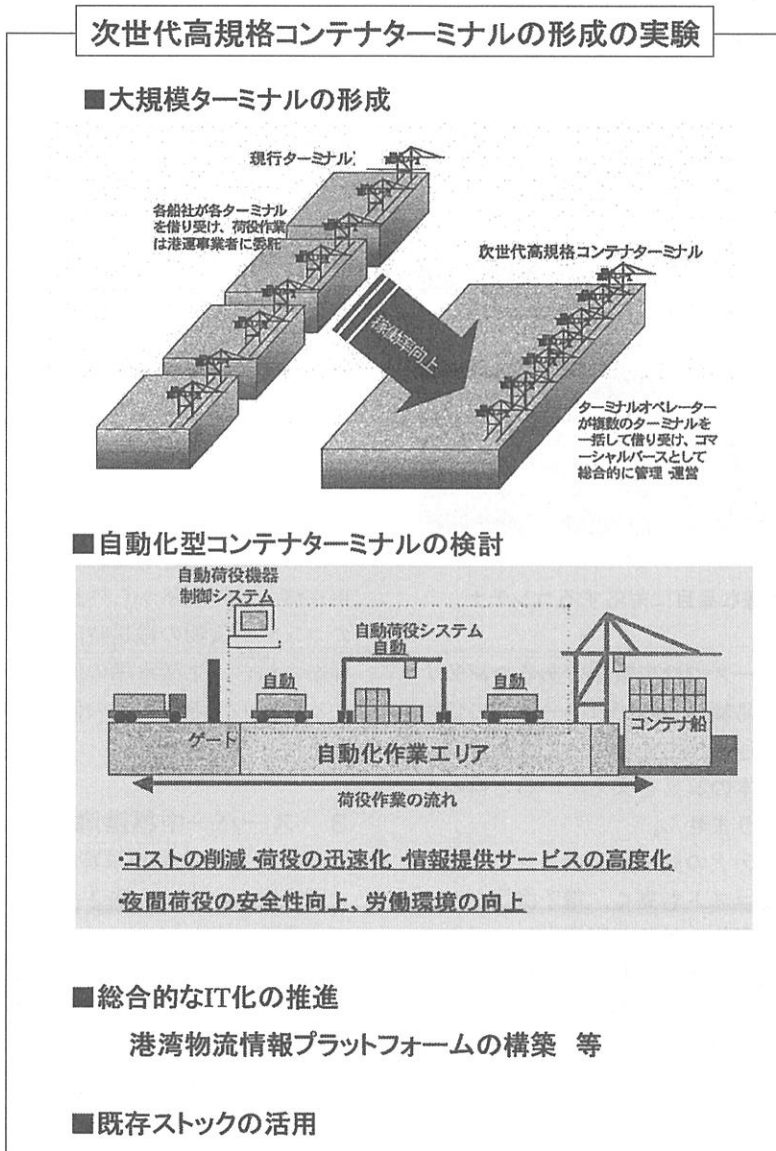 次世代高規格コンテナターミナルの形成の実験
■大規模ターミナルの形成
現行ターミナル
各船社が各ターミナル
を借り受け、荷役作業
は港運事業者に委託
次世代高規格コンテナターミナル
稼働率向上
ターミナルオペレーター
が複数のターミナルを
一括して借り受け、コマ
ーシャルバースとして
総合的に管理・運営
■自動化型コンテナターミナルの検討
自動荷役機器
制御システム
自動荷役システム
自動
自動
自動
ゲート
コンテナ船
自動化作業エリア
荷役作業の流れ
・コストの削減・荷役の迅速化・情報提供サービスの高度化
・夜間荷役の安全性向上、労働環境の向上
■総合的なIT化の推進
港湾物流情報プラットフォームの構築 等
■既存ストックの活用